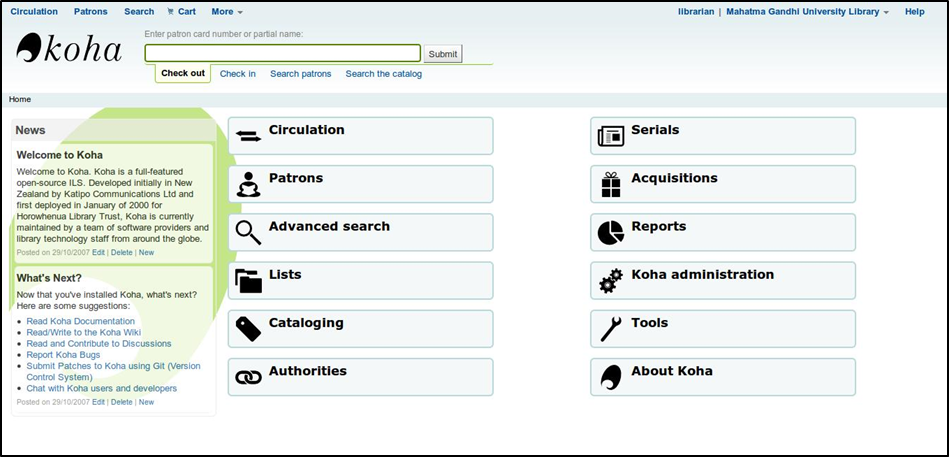 Circulation Patrons Search Cart More librarian | Mahatma Gandhi University Library Help
koha
Enter patron card number or partial name:
Submit
Check out Check in Search patrons Search the catalog
Home
News
Welcome to Koha
Welcome to Koha. Koha is a full-featured
open-source ILS. Developed initially in New
Zealand by Katipo Communications Ltd and
first deployed in January of 2000 for
Horowhenua Library Trust, Koha is currently
maintained by a team of software providers and
library technology staff from around the globe.
Posted on 29/10/2007 Edit | Delete | New
What's Next?
Now that you've installed Koha, what's next?
Here are some suggestions:
• Read Koha Documentation
• Read/Write to the Koha Wiki
• Read and Contribute to Discussions
• Report Koha Bugs
• Submit Patches to Koha using Git (Version
Control System)
• Chat with Koha users and developers
Posted on 29/10/2007 Edit | Delete | New
Circulation
Patrons
Advanced search
Lists
Cataloging
Authorities
Serials
Acquisitions
Reports
Koha administration
Tools
About Koha